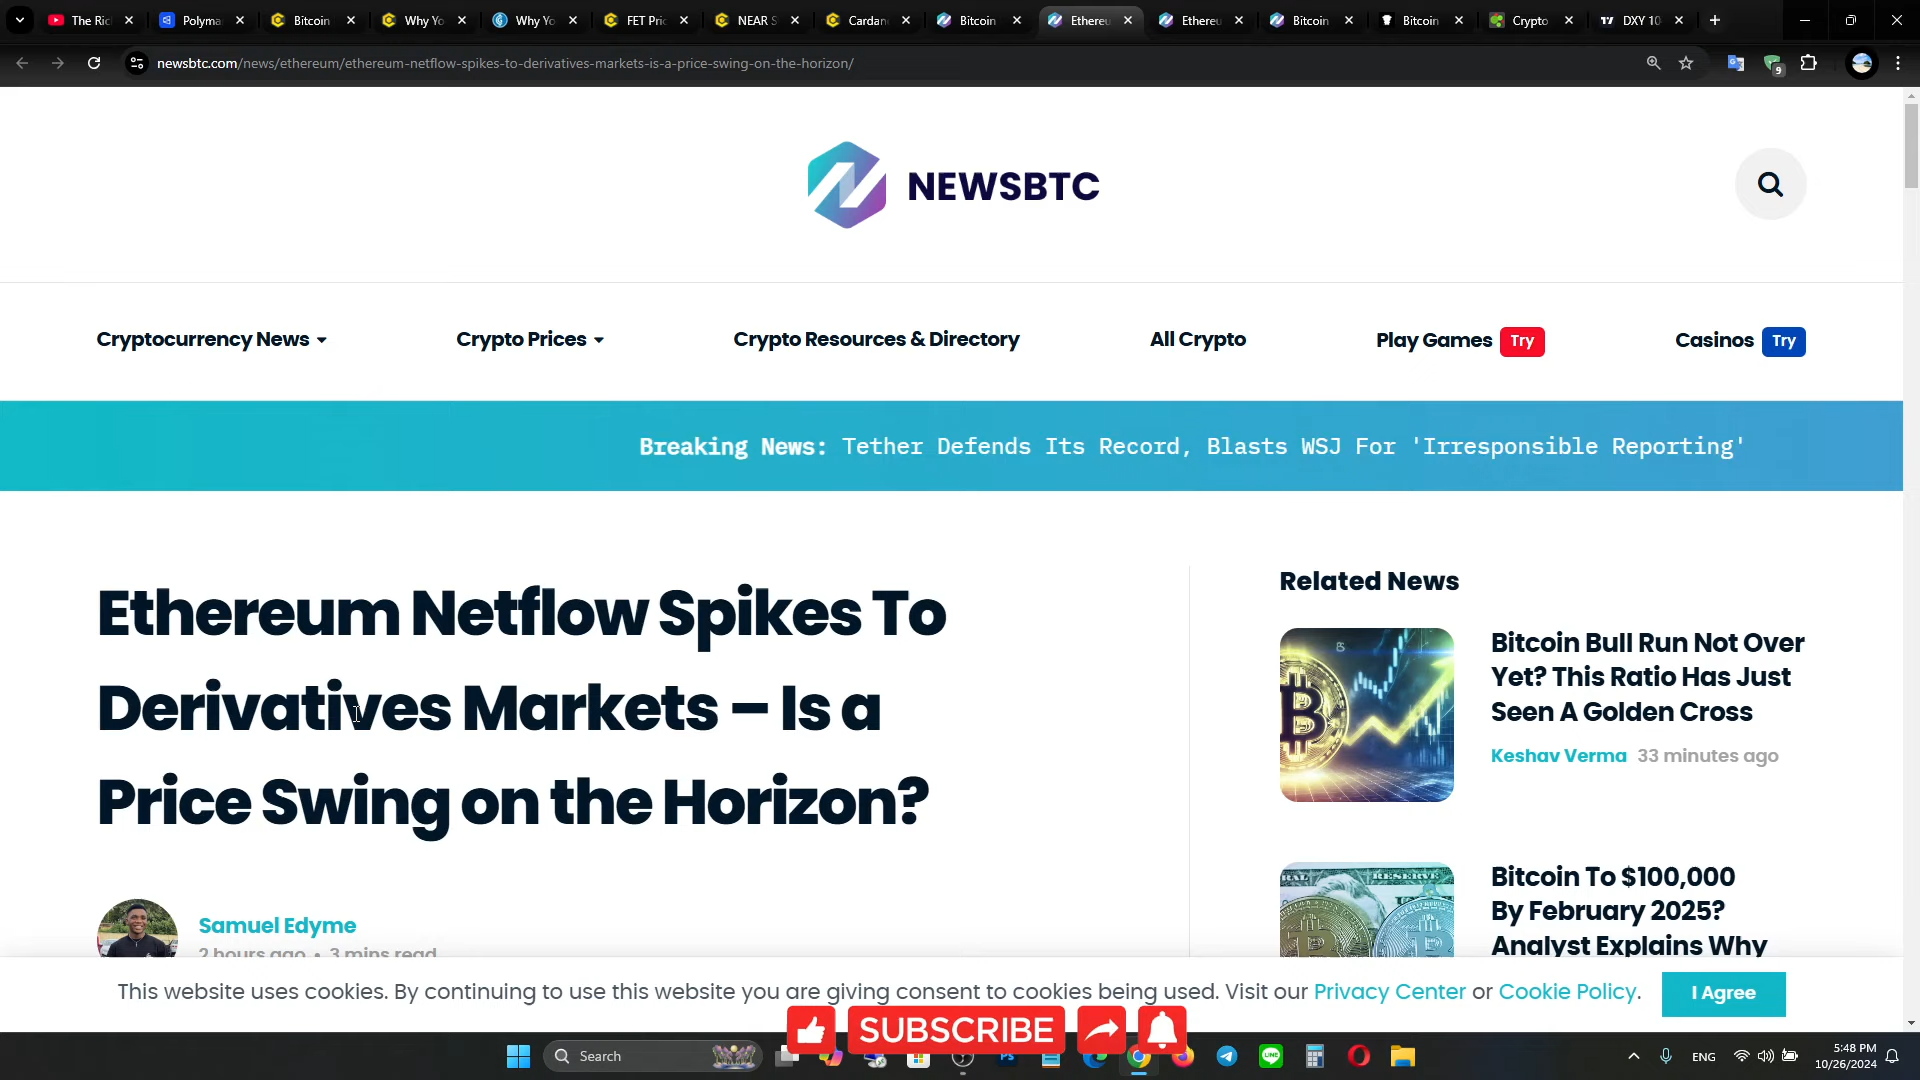 The Ric
Polyma
Bitcoin
Why Yo
Why Yo
FET Pric
NEAR S
Cardan
Bitcoin
Ethereu
Ethereu
Bitcoin
Bitcoin
Crypto
DXY 10
newsbtc.com/news/ethereum/ethereum-netflow-spikes-to-derivatives-markets-is-a-price-swing-on-the-horizon/
9
NEWSBTC
Cryptocurrency News
Crypto Prices
Crypto Resources & Directory
All Crypto
Play Games Try
Casinos Try
Breaking News: Tether Defends Its Record, Blasts WSJ For 'Irresponsible Reporting'
Ethereum Netflow Spikes To
Derivatives Markets – Is a
Price Swing on the Horizon?
Samuel Edyme
2 hours ago • 3 mins read
Related News
Bitcoin Bull Run Not Over
Yet? This Ratio Has Just
Seen A Golden Cross
Keshav Verma 33 minutes ago
Bitcoin To $100,000
By February 2025?
Analyst Explains Why
This website uses cookies. By continuing to use this website you are giving consent to cookies being used. Visit our Privacy Center or Cookie Policy.
I Agree
SUBSCRIBE
Search
ENG
5:48 PM
10/26/2024